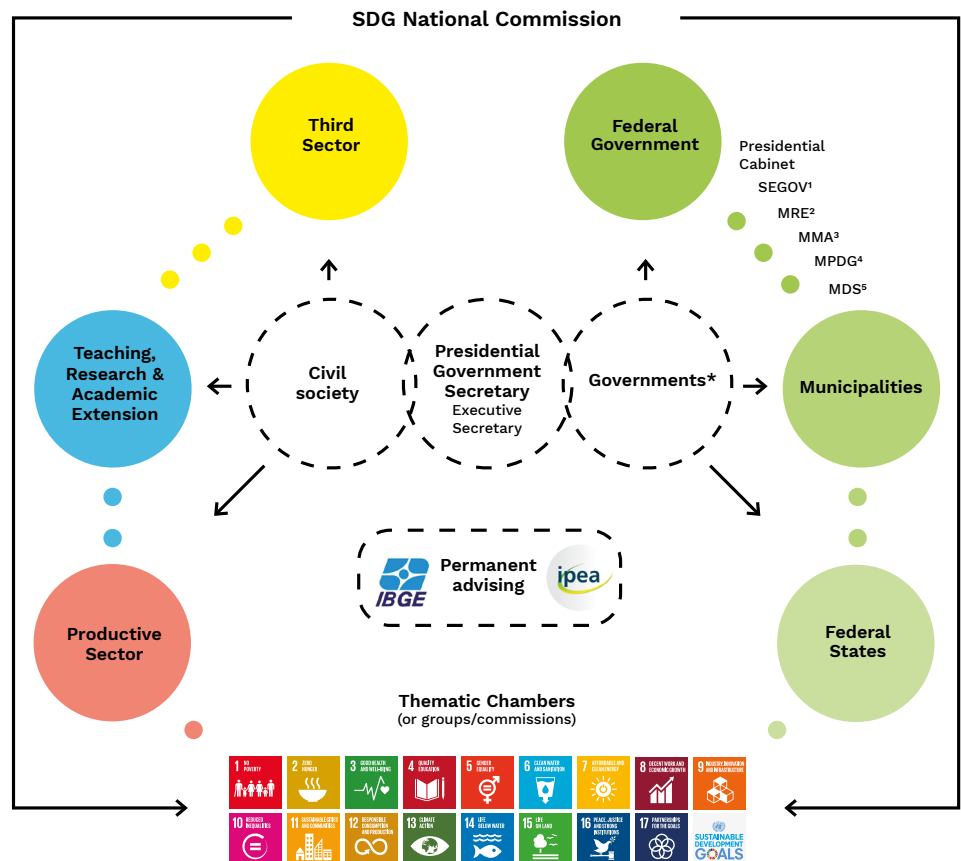 SDG National Commission
Third
Sector
Federal
Government
Presidential
Cabinet
SEGOV¹
MRE²
MMA³
MPDG⁴
MDS⁵
Teaching,
Research &
Academic
Extension
Civil
society
Presidential
Government
Secretary
Executive
Secretary
Governments*
Municipalities
IBGE
Permanent
advising
ipea
Productive
Sector
Federal
States
Thematic Chambers
(or groups/commissions)
1 NO
POVERTY
2 ZERO
HUNGER
3 GOOD HEALTH
AND WELL-BEING
4 QUALITY
EDUCATION
5 GENDER
EQUALITY
6 CLEAN WATER
AND SANITATION
7 AFFORDABLE AND
CLEAN ENERGY
8 DECENT WORK AND
ECONOMIC GROWTH
9 INDUSTRY, INNOVATION
AND INFRASTRUCTURE
10 REDUCED
INEQUALITIES
11 SUSTAINABLE CITIES
AND COMMUNITIES
12 RESPONSIBLE
CONSUMPTION
AND PRODUCTION
13 CLIMATE
ACTION
14 LIFE
BELOW WATER
15 LIFE
ON LAND
16 PEACE, JUSTICE
AND STRONG
INSTITUTIONS
17 PARTNERSHIPS
FOR THE GOALS
SUSTAINABLE
DEVELOPMENT
GOALS